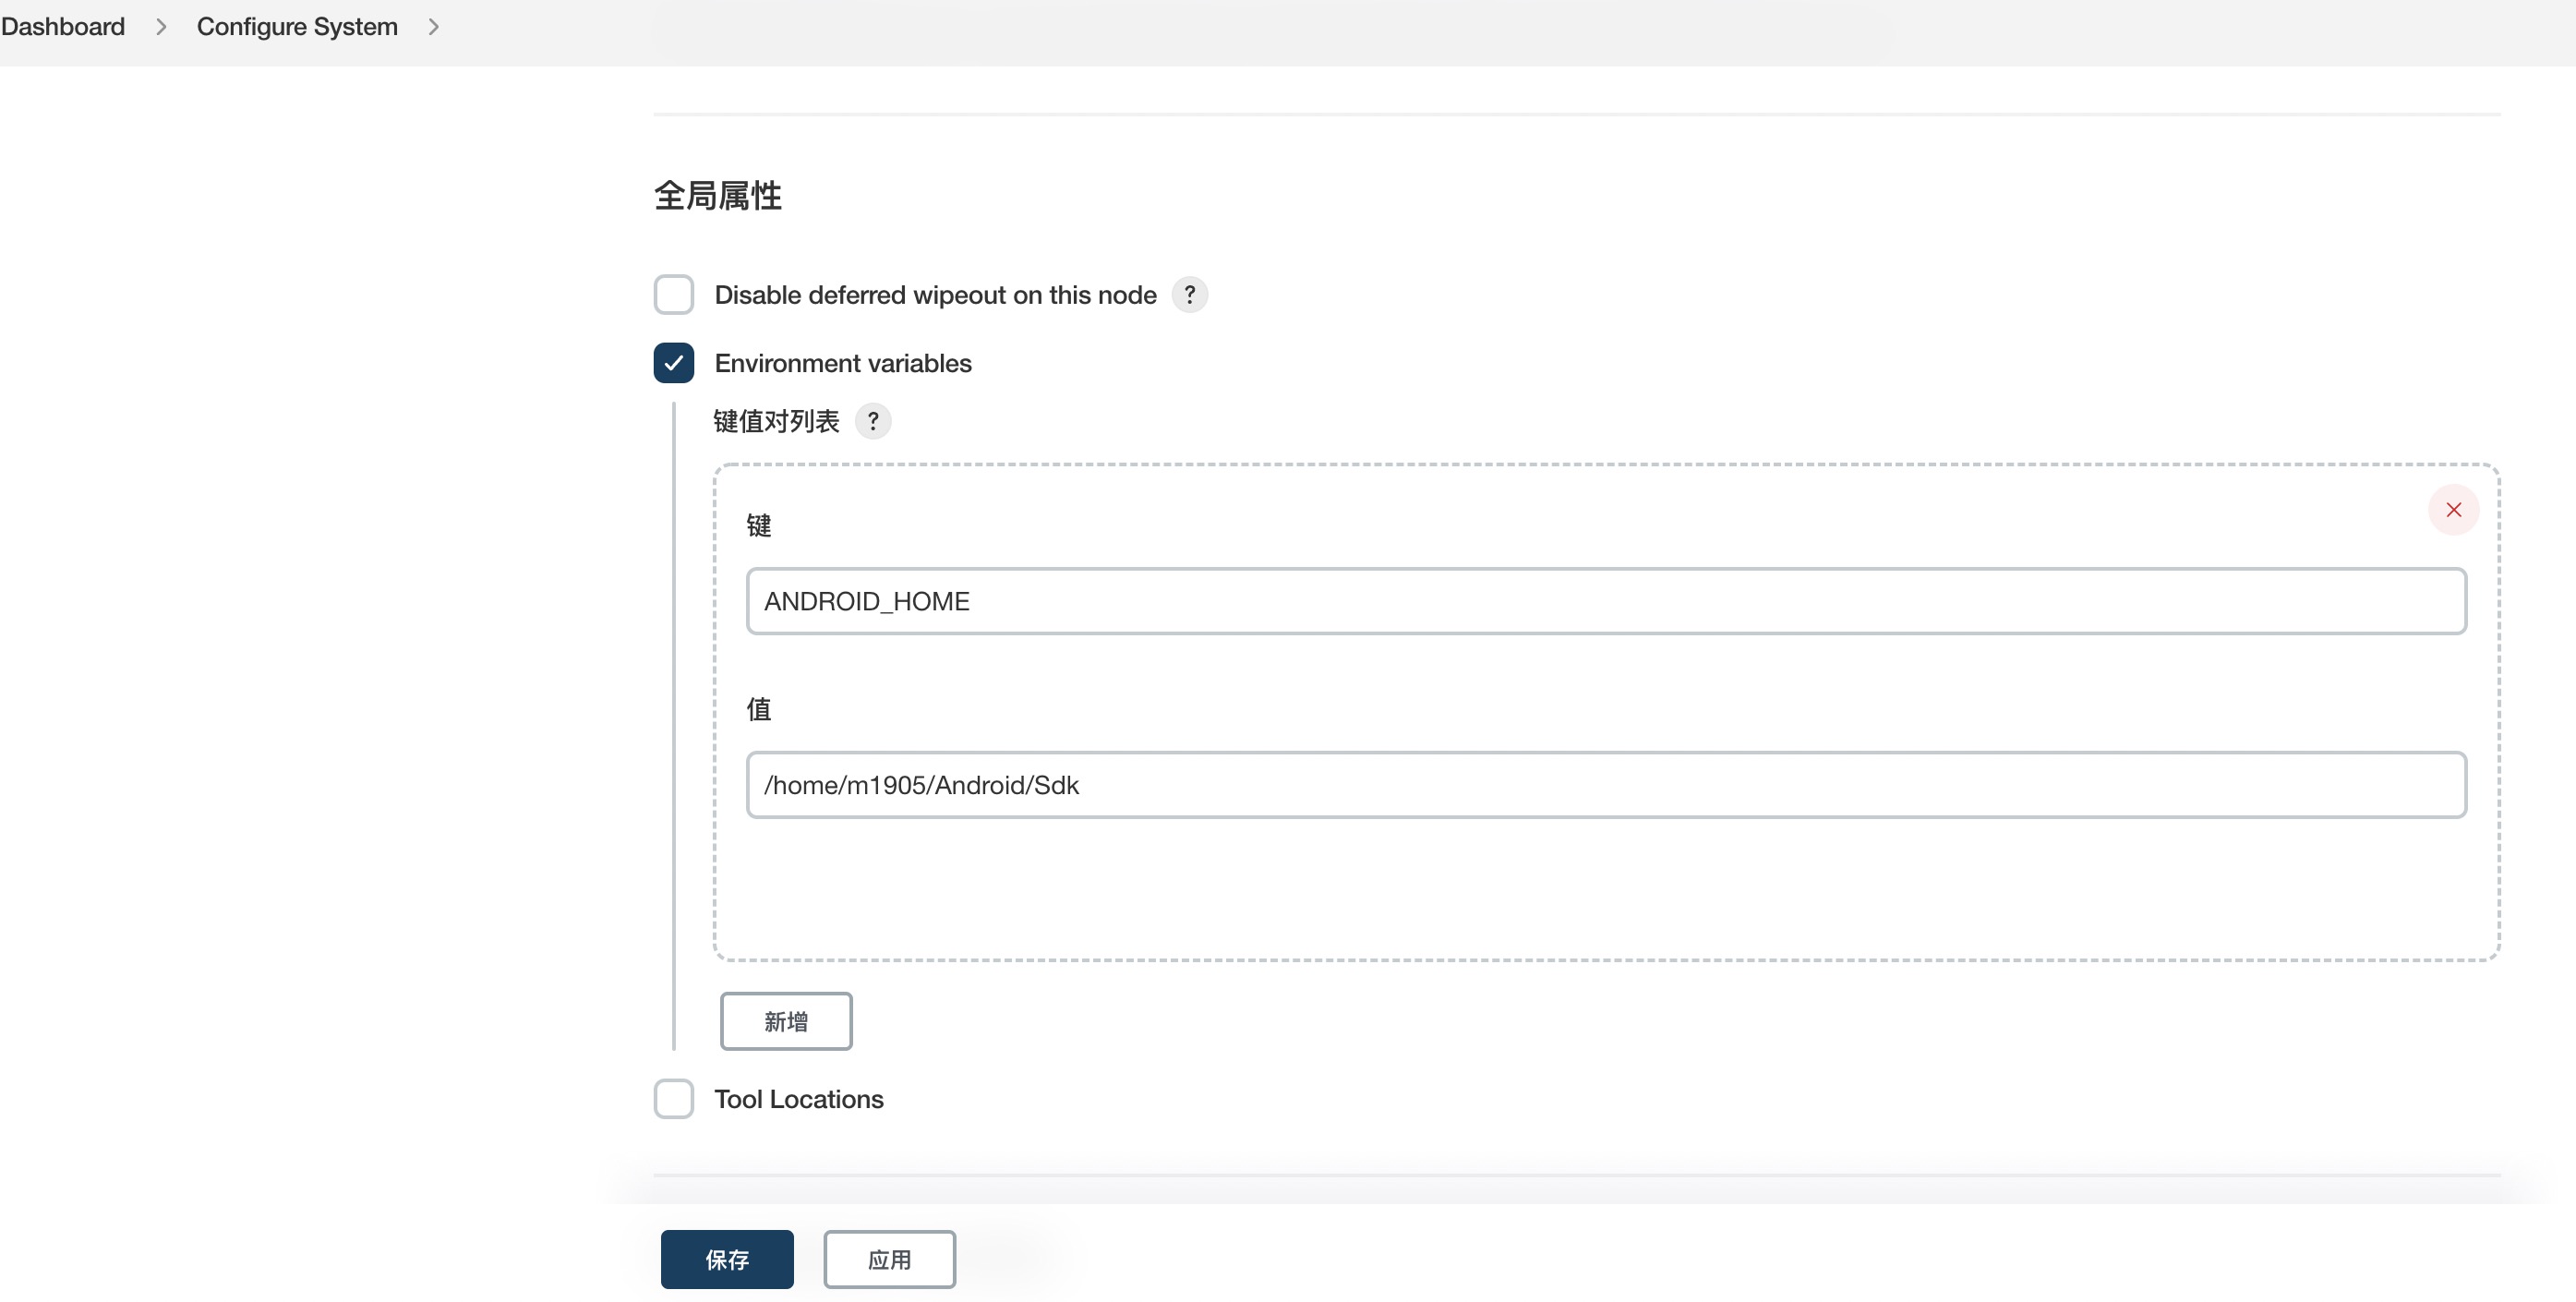 Dashboard > Configure System >
全局属性
Disable deferred wipeout on this node ?
Environment variables
键值对列表 ?
键
ANDROID_HOME
值
/home/m1905/Android/Sdk
新增
Tool Locations
保存 应用